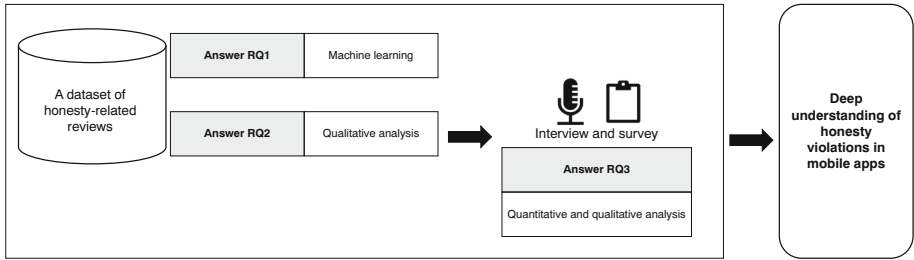 A dataset of
honesty-related
reviews
Answer RQ1
Machine learning
Answer RQ2
Qualitative analysis
Interview and survey
Answer RQ3
Quantitative and qualitative analysis
Deep
understanding of
honesty
violations in
mobile apps